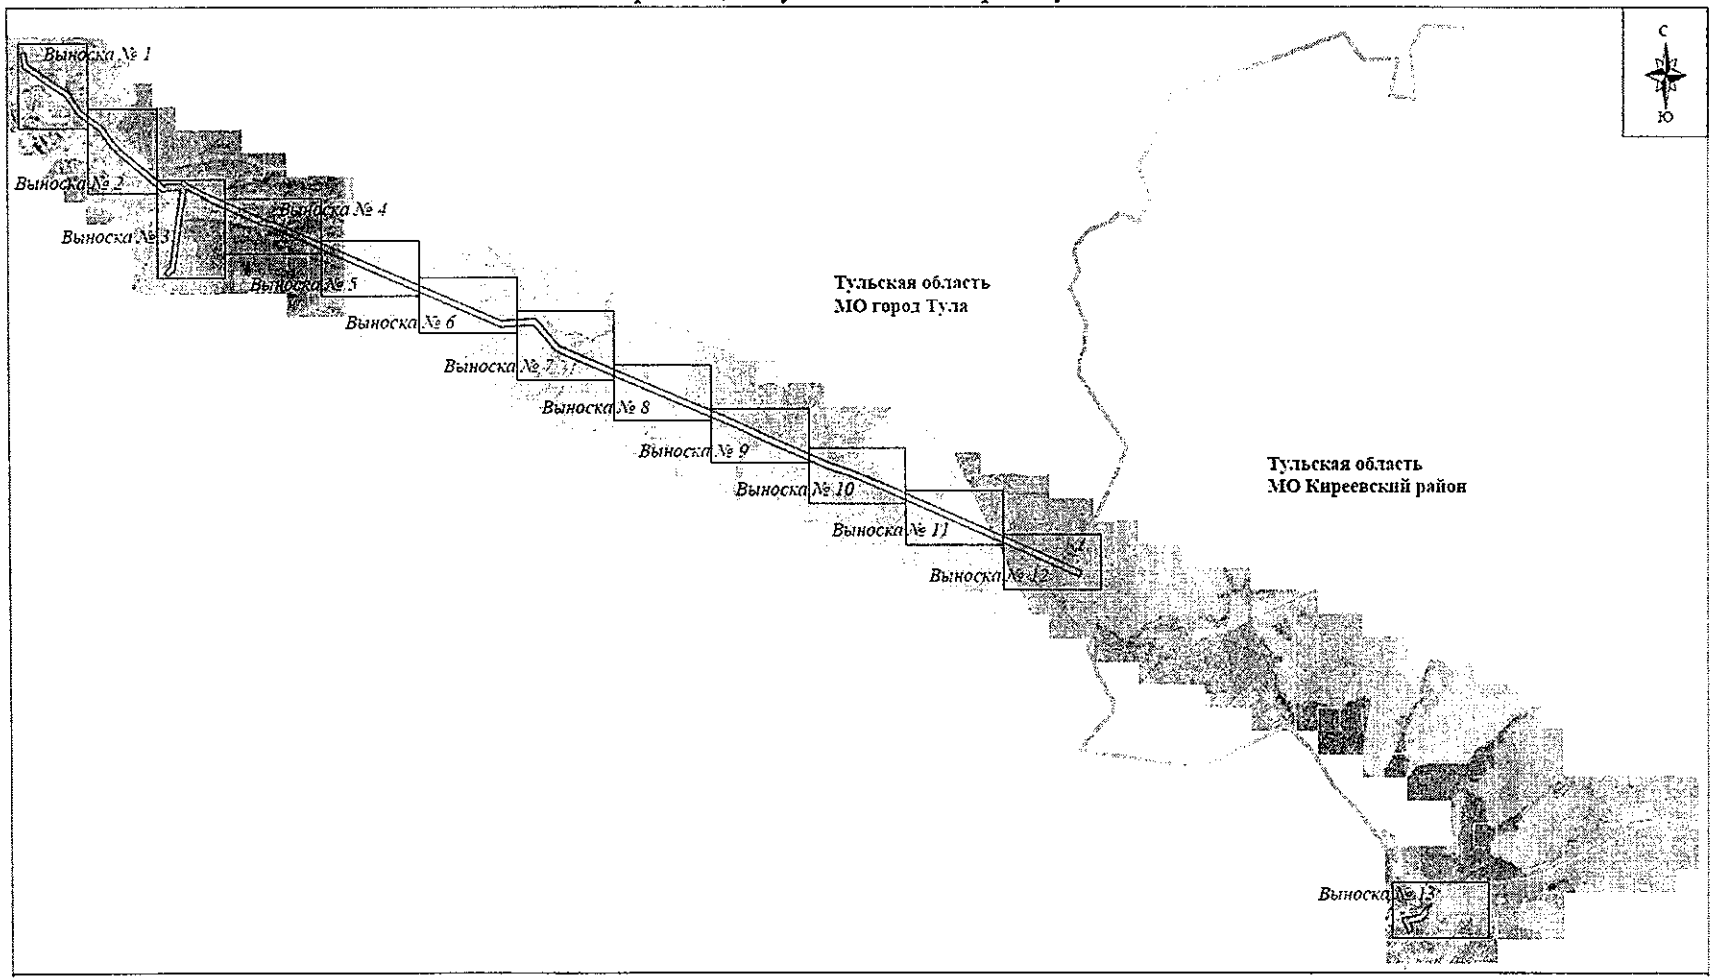 С
Ю
Выноска № 1
Выноска № 2
Выноска № 3
Выноска № 4
Выноска № 5
Выноска № 6
Выноска № 7
Выноска № 8
Выноска № 9
Выноска № 10
Выноска № 11
Выноска № 12
Выноска № 13
Тульская область
МО город Тула
Тульская область
МО Киреевский район